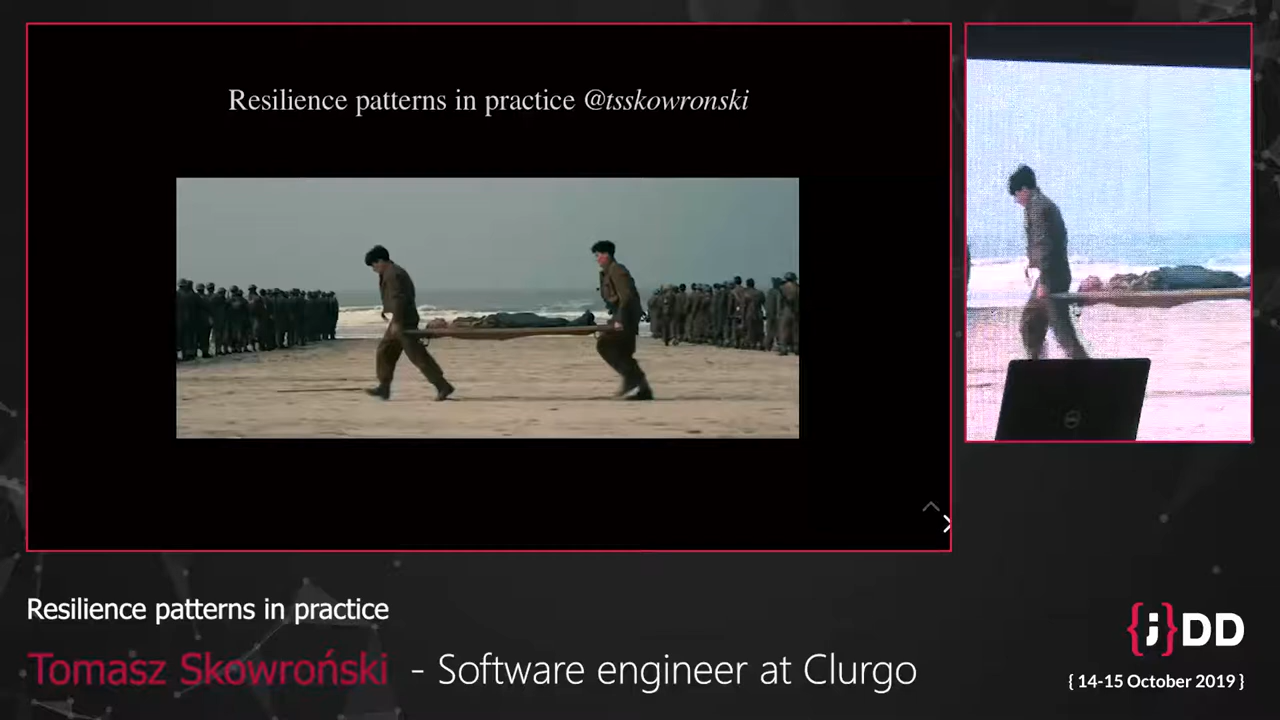 Resilience patterns in practice @tsskowronski
Resilience patterns in practice
Tomasz Skowroński - Software engineer at Clurgo
{j}DD
{ 14-15 October 2019 }